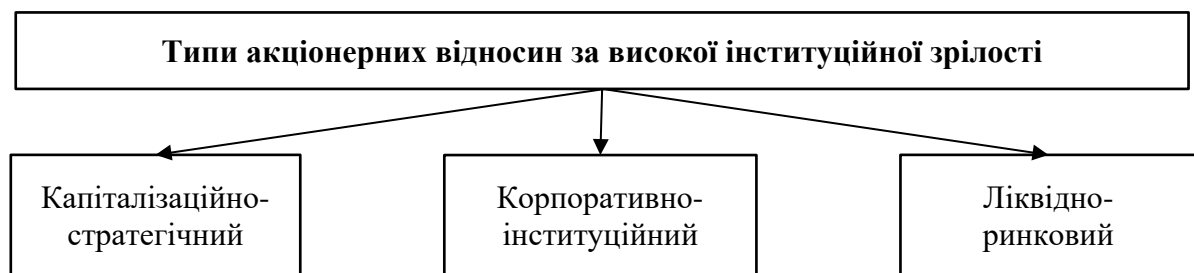 Типи акціонерних відносин за високої інституційної зрілості
Капіталізаційно-
стратегічний
Корпоративно-
інституційний
Ліквідно-
ринковий